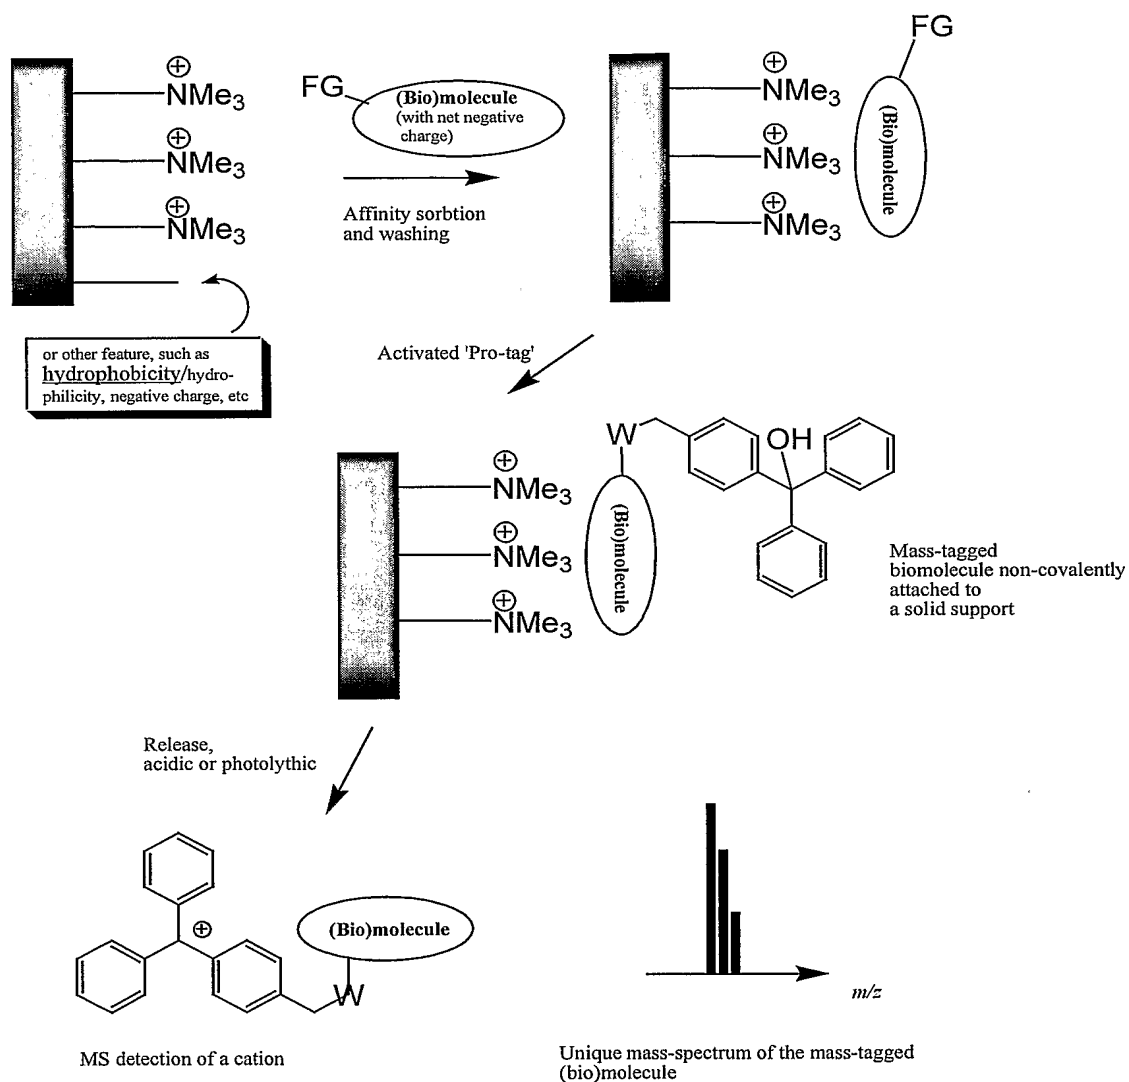 FG
⊕
NMe3
⊕
NMe3
⊕
NMe3
FG
(Bio)molecule
(with net negative
charge)
Affinity sorbtion
and washing
⊕
NMe3
⊕
NMe3
⊕
NMe3
(Bio)molecule
or other feature, such as
hydrophobicity/hydro-
philicity, negative charge, etc
Activated 'Pro-tag'
W
OH
⊕
NMe3
⊕
NMe3
⊕
NMe3
(Bio)molecule
Mass-tagged
biomolecule non-covalently
attached to
a solid support
Release,
acidic or photolythic
⊕
(Bio)molecule
W
m/z
MS detection of a cation
Unique mass-spectrum of the mass-tagged
(bio)molecule